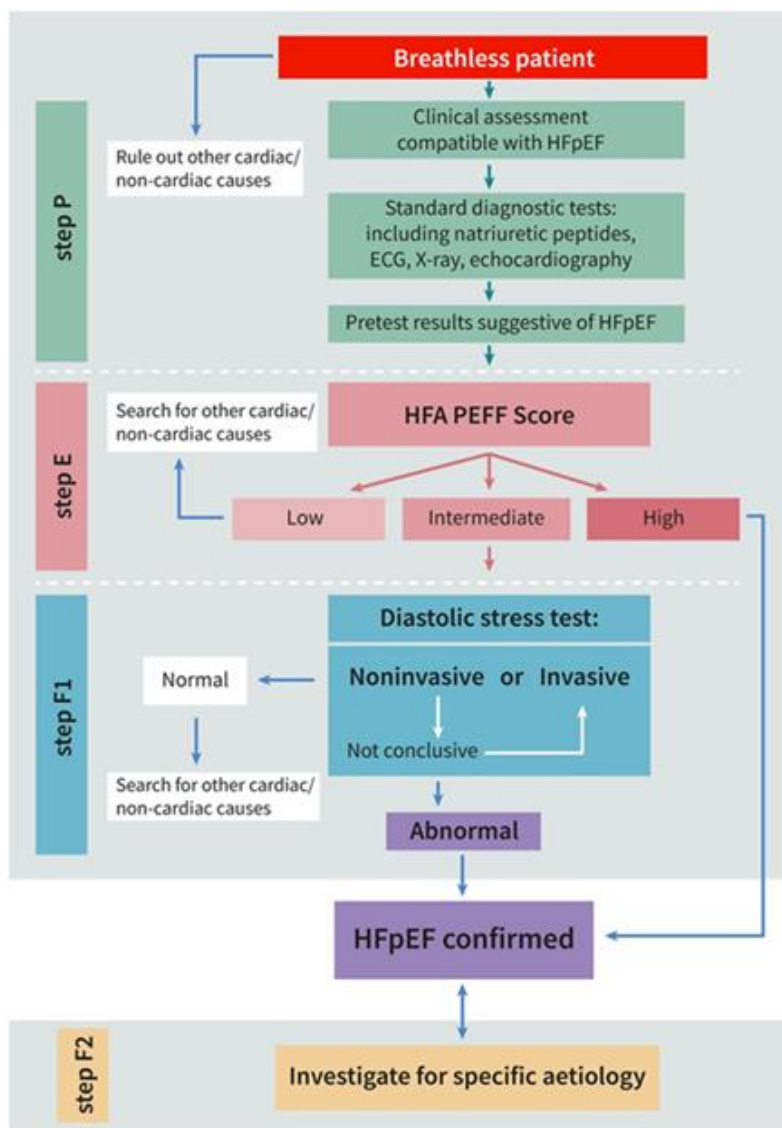 Breathless patient
step P
Rule out other cardiac/
non-cardiac causes
Clinical assessment
compatible with HFpEF
Standard diagnostic tests:
including natriuretic peptides,
ECG, X-ray, echocardiography
Pretest results suggestive of HFpEF
step E
Search for other cardiac/
non-cardiac causes
HFA PEFF Score
Low
Intermediate
High
step F1
Diastolic stress test:
Normal
Noninvasive or Invasive
Not conclusive
Search for other cardiac/
non-cardiac causes
Abnormal
HFpEF confirmed
step F2
Investigate for specific aetiology